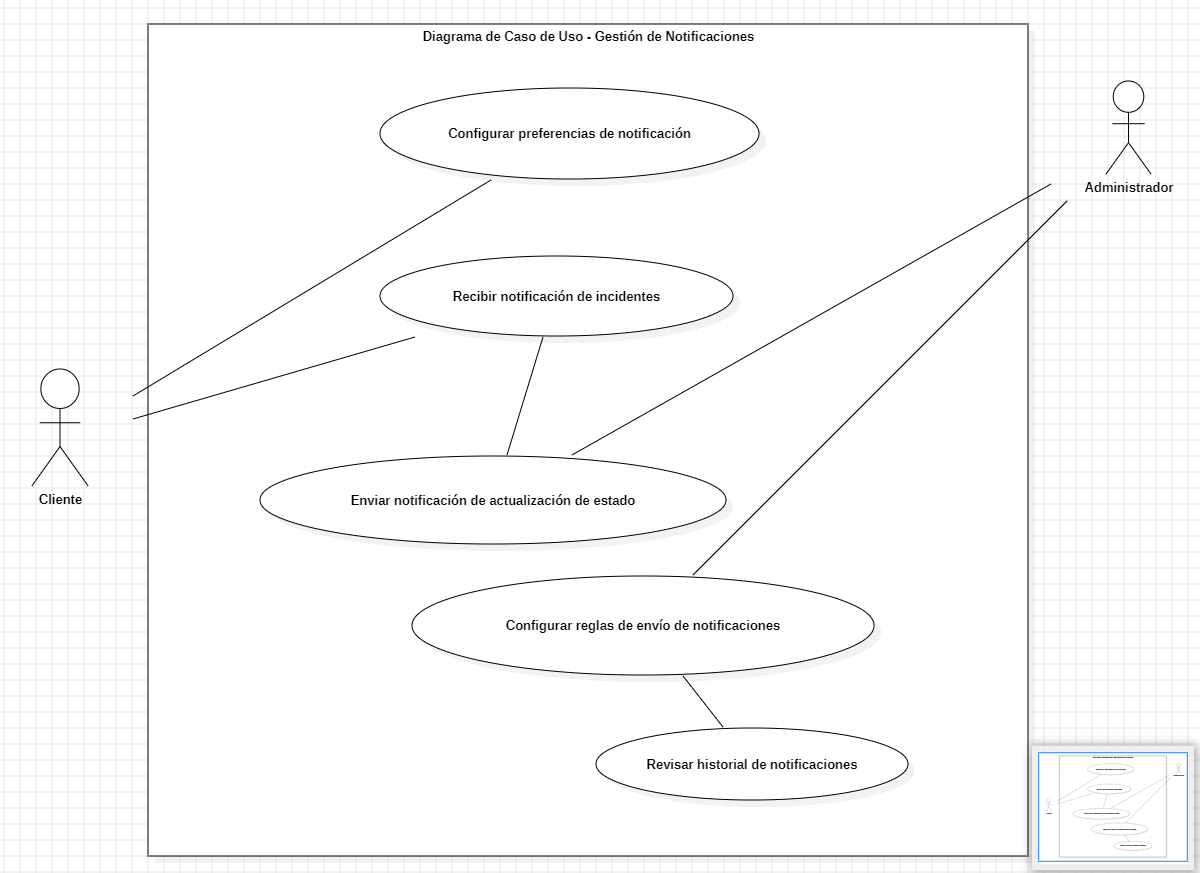 Diagrama de Caso de Uso - Gestión de Notificaciones
Configurar preferencias de notificación
Administrador
Recibir notificación de incidentes
Cliente
Enviar notificación de actualización de estado
Configurar reglas de envío de notificaciones
Revisar historial de notificaciones